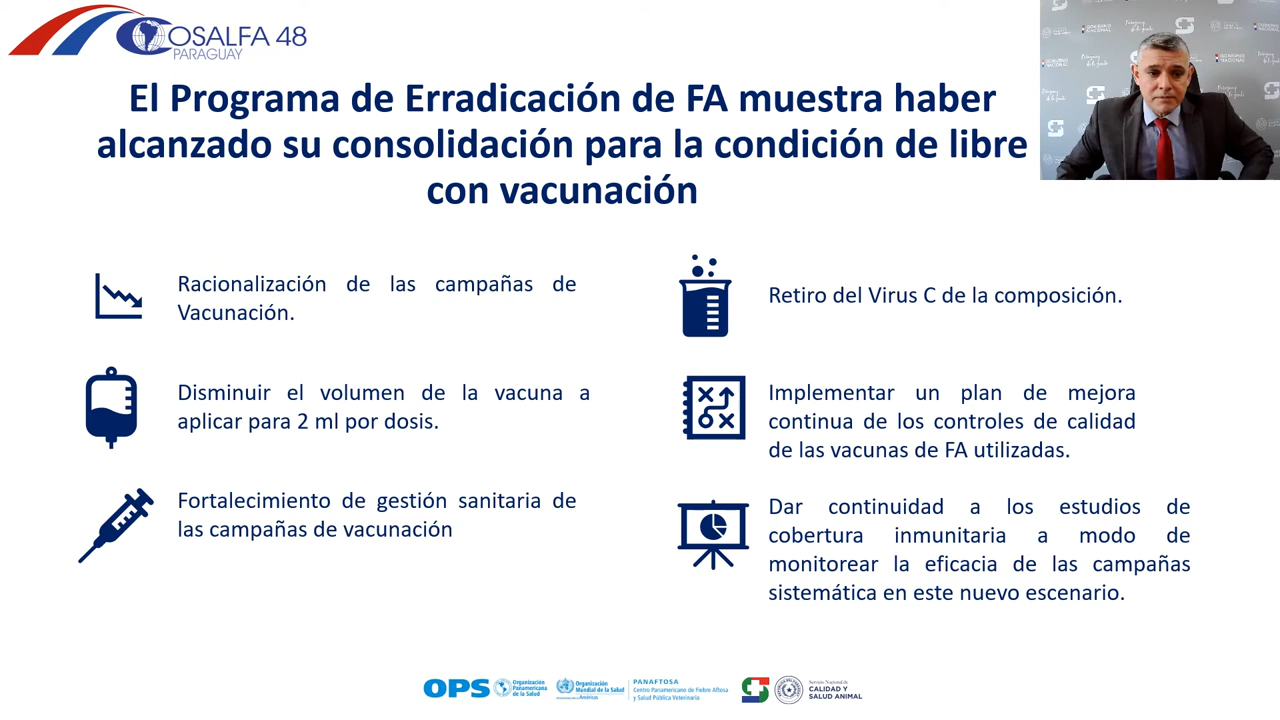 COSALFA 48
PARAGUAY
El Programa de Erradicación de FA muestra haber
alcanzado su consolidación para la condición de libre
con vacunación
Racionalización de las campañas de
Vacunación.
Disminuir el volumen de la vacuna a
aplicar para 2 ml por dosis.
Fortalecimiento de gestión sanitaria de
las campañas de vacunación
Retiro del Virus C de la composición.
Implementar un plan de mejora
continua de los controles de calidad
de las vacunas de FA utilizadas.
Dar continuidad a los estudios de
cobertura inmunitaria a modo de
monitorear la eficacia de las campañas
sistemática en este nuevo escenario.
OPS
Organización
Panamericana
de la Salud
Organización
Mundial de la Salud
Américas
PANAFTOSA
Centro Panamericano de Fiebre Aftosa
y Salud Pública Veterinaria
Servicio Nacional de
CALIDAD Y
SALUD ANIMAL